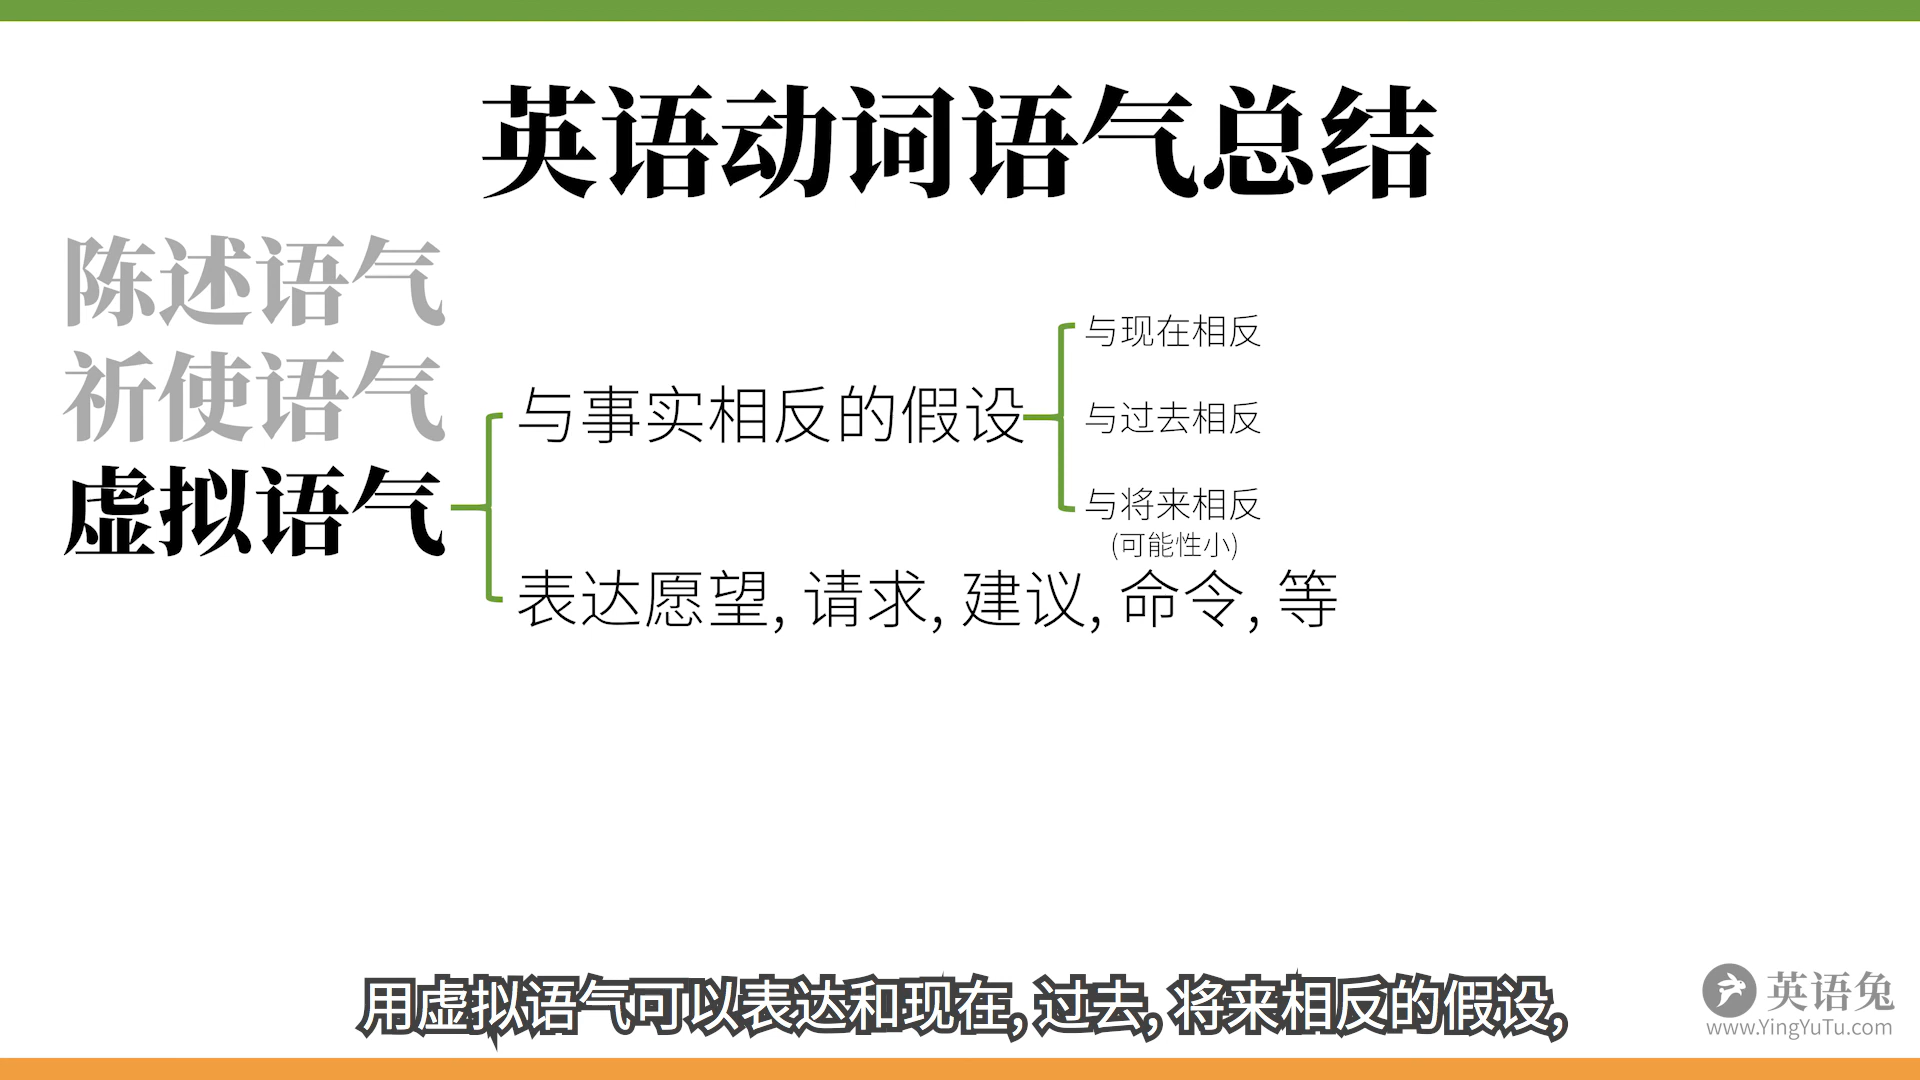 英语动词语气总结
陈述语气
祈使语气
虚拟语气
与事实相反的假设
与现在相反
与过去相反
与将来相反
(可能性小)
表达愿望, 请求, 建议, 命令, 等
用虚拟语气可以表达和现在, 过去, 将来相反的假设,
英语兔
www.YingYuTu.com